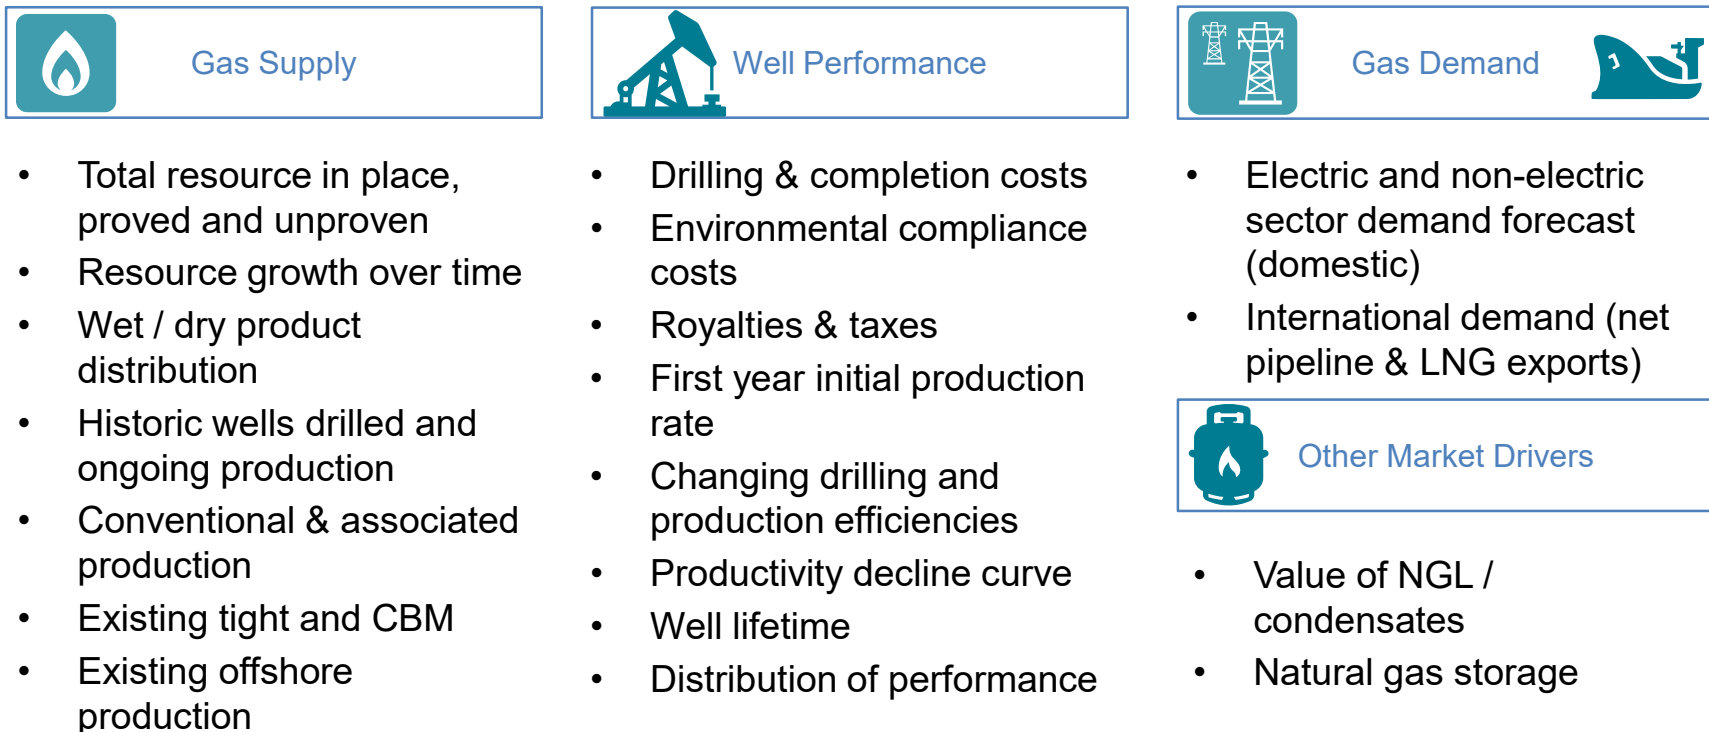 Gas Supply
• Total resource in place,
proved and unproven
• Resource growth over time
• Wet / dry product
distribution
• Historic wells drilled and
ongoing production
• Conventional & associated
production
• Existing tight and CBM
• Existing offshore
production
Well Performance
• Drilling & completion costs
• Environmental compliance
costs
• Royalties & taxes
• First year initial production
rate
• Changing drilling and
production efficiencies
• Productivity decline curve
• Well lifetime
• Distribution of performance
Gas Demand
• Electric and non-electric
sector demand forecast
(domestic)
• International demand (net
pipeline & LNG exports)
Other Market Drivers
• Value of NGL /
condensates
• Natural gas storage